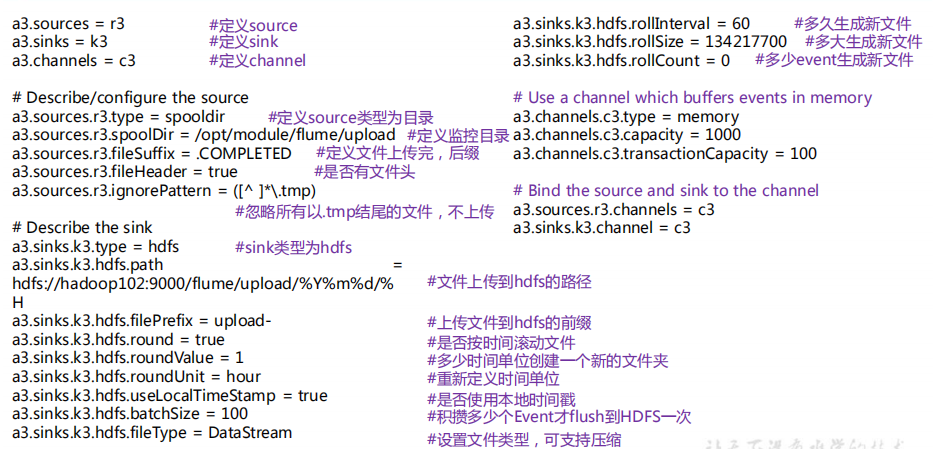 a3.sources = r3 #定义source
a3.sinks = k3 #定义sink
a3.channels = c3 #定义channel
# Describe/configure the source
a3.sources.r3.type = spooldir #定义source类型为目录
a3.sources.r3.spoolDir = /opt/module/flume/upload #定义监控目录
a3.sources.r3.fileSuffix = .COMPLETED #定义文件上传完，后缀
a3.sources.r3.fileHeader = true #是否有文件头
a3.sources.r3.ignorePattern = ([^ ]*\.tmp)
#忽略所有以.tmp结尾的文件，不上传
# Describe the sink
a3.sinks.k3.type = hdfs #sink类型为hdfs
a3.sinks.k3.hdfs.path =
hdfs://hadoop102:9000/flume/upload/%Y%m%d/% #文件上传到hdfs的路径
H
a3.sinks.k3.hdfs.filePrefix = upload- #上传文件到hdfs的前缀
a3.sinks.k3.hdfs.round = true #是否按时间滚动文件
a3.sinks.k3.hdfs.roundValue = 1 #多少时间单位创建一个新的文件夹
a3.sinks.k3.hdfs.roundUnit = hour #重新定义时间单位
a3.sinks.k3.hdfs.useLocalTimeStamp = true #是否使用本地时间戳
a3.sinks.k3.hdfs.batchSize = 100 #积攒多少个Event才flush到HDFS一次
a3.sinks.k3.hdfs.fileType = DataStream #设置文件类型，可支持压缩
a3.sinks.k3.hdfs.rollInterval = 60 #多久生成新文件
a3.sinks.k3.hdfs.rollSize = 134217700 #多大生成新文件
a3.sinks.k3.hdfs.rollCount = 0 #多少event生成新文件
# Use a channel which buffers events in memory
a3.channels.c3.type = memory
a3.channels.c3.capacity = 1000
a3.channels.c3.transactionCapacity = 100
# Bind the source and sink to the channel
a3.sources.r3.channels = c3
a3.sinks.k3.channel = c3